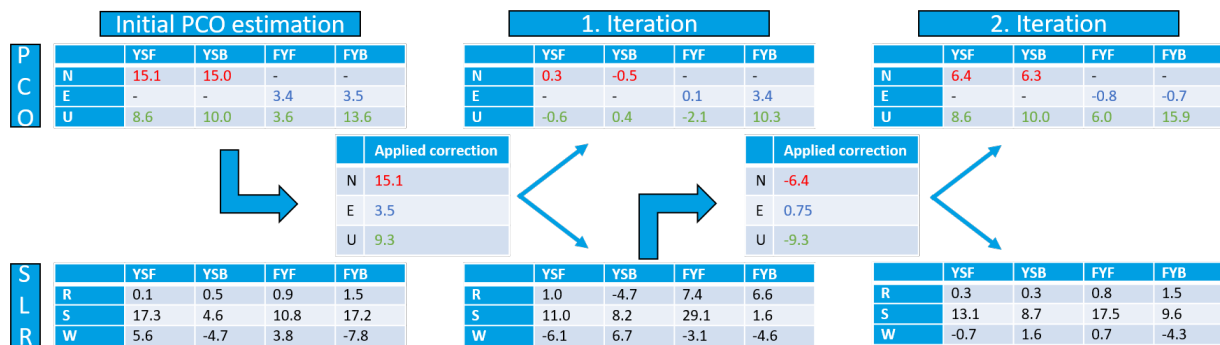 Initial PCO estimation
1. Iteration
2. Iteration
P
C
O
YSF YSB FYF FYB
N 15.1 15.0 - -
E - - 3.4 3.5
U 8.6 10.0 3.6 13.6
YSF YSB FYF FYB
N 0.3 -0.5 - -
E - - 0.1 3.4
U -0.6 0.4 -2.1 10.3
YSF YSB FYF FYB
N 6.4 6.3 - -
E - - -0.8 -0.7
U 8.6 10.0 6.0 15.9
Applied correction
N 15.1
E 3.5
U 9.3
Applied correction
N -6.4
E 0.75
U -9.3
S
L
R
YSF YSB FYF FYB
R 0.1 0.5 0.9 1.5
S 17.3 4.6 10.8 17.2
W 5.6 -4.7 3.8 -7.8
YSF YSB FYF FYB
R 1.0 -4.7 7.4 6.6
S 11.0 8.2 29.1 1.6
W -6.1 6.7 -3.1 -4.6
YSF YSB FYF FYB
R 0.3 0.3 0.8 1.5
S 13.1 8.7 17.5 9.6
W -0.7 1.6 0.7 -4.3